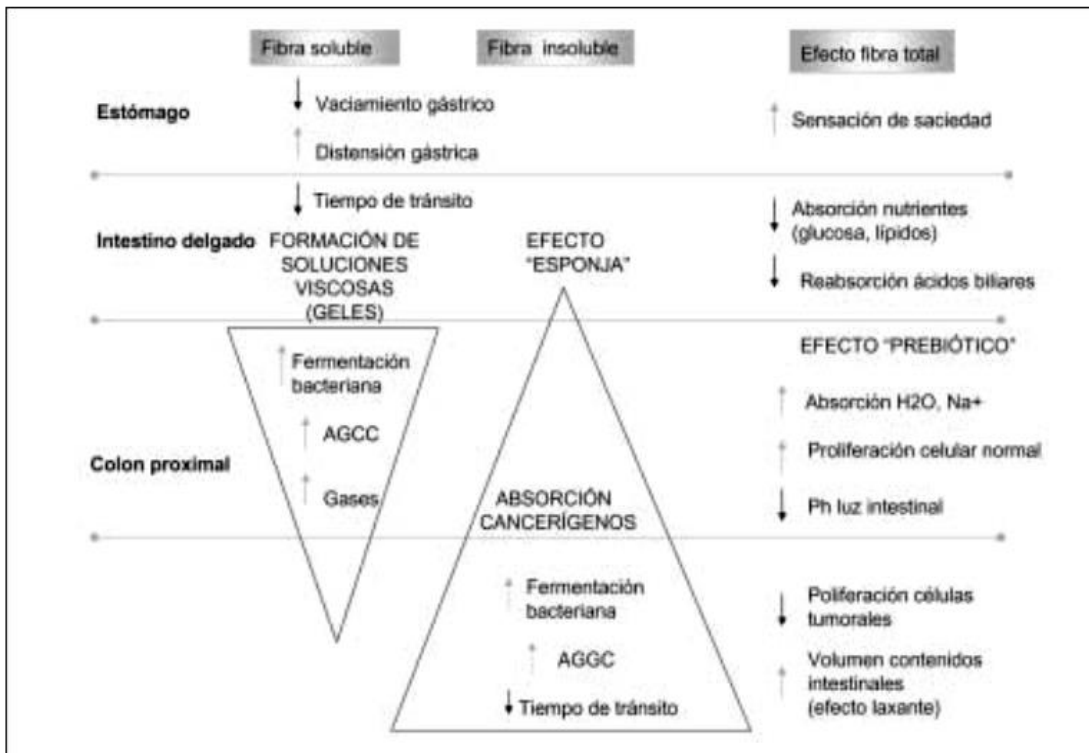 Fibra soluble
Fibra insoluble
Efecto fibra total
Estómago
↓ Vaciamiento gástrico
↑ Distensión gástrica
↑ Sensación de saciedad
↓ Tiempo de tránsito
Intestino delgado
FORMACIÓN DE
SOLUCIONES
VISCOSAS
(GELES)
EFECTO
"ESPONJA"
↓ Absorción nutrientes
(glucosa, lípidos)
↓ Reabsorción ácidos biliares
Colon proximal
↑ Fermentación
bacteriana
↑ AGCC
↑ Gases
ABSORCIÓN
CANCERÍGENOS
EFECTO "PREBIÓTICO"
↑ Absorción H2O, Na+
↑ Proliferación celular normal
↓ Ph luz intestinal
↑ Fermentación
bacteriana
↑ AGGC
↓ Tiempo de tránsito
↓ Poliferación células
tumorales
↑ Volumen contenidos
intestinales
(efecto laxante)